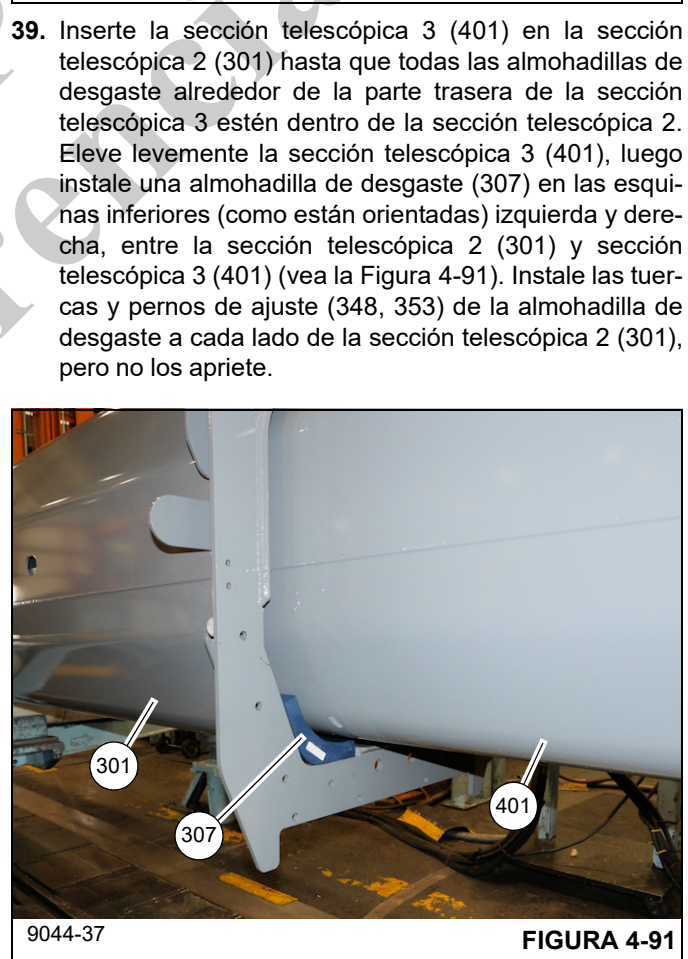 39. Inserte la sección telescópica 3 (401) en la sección
telescópica 2 (301) hasta que todas las almohadillas de
desgaste alrededor de la parte trasera de la sección
telescópica 3 estén dentro de la sección telescópica 2.
Eleve levemente la sección telescópica 3 (401), luego
instale una almohadilla de desgaste (307) en las esqui-
nas inferiores (como están orientadas) izquierda y dere-
cha, entre la sección telescópica 2 (301) y sección
telescópica 3 (401) (vea la Figura 4-91). Instale las tuer-
cas y pernos de ajuste (348, 353) de la almohadilla de
desgaste a cada lado de la sección telescópica 2 (301),
pero no los apriete.
301
307
401
9044-37
FIGURA 4-91